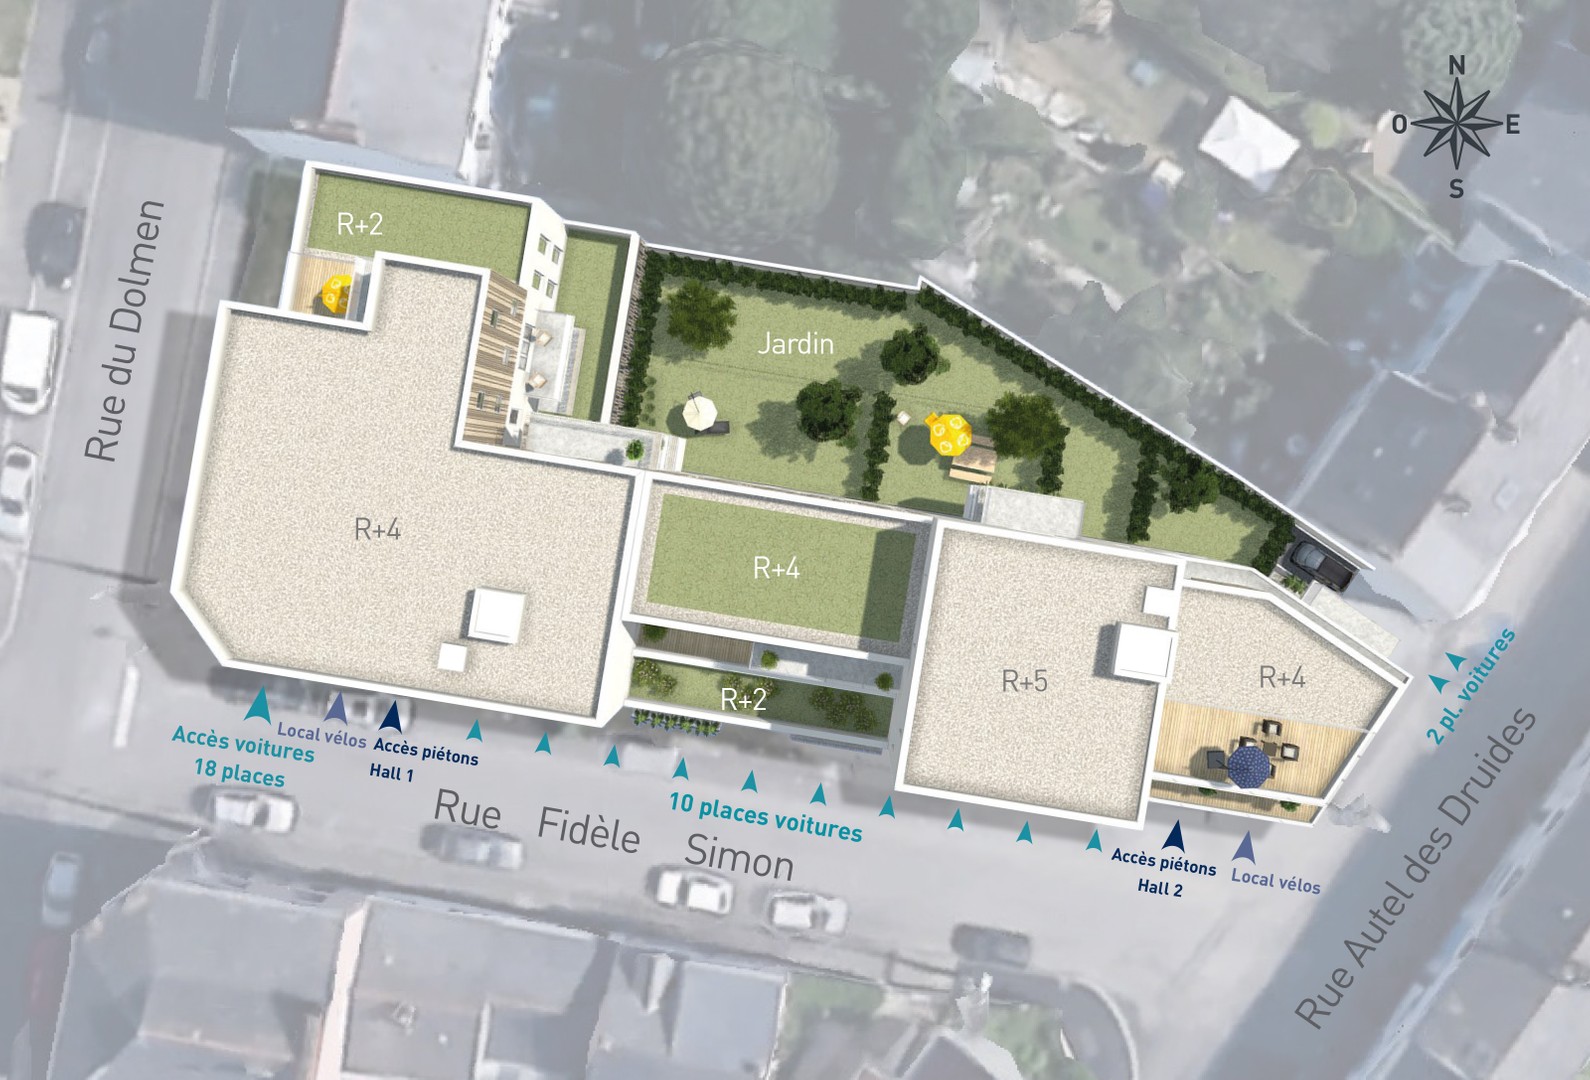 N
O E
S
R+2
Rue du Dolmen
Jardin
R+4
R+4
R+2
R+5
R+4
2 pl. voitures
Accès voitures
18 places
Local vélos
Accès piétons
Hall 1
10 places voitures
Rue Fidèle Simon
Accès piétons
Hall 2
Local vélos
Rue Autel des Druides